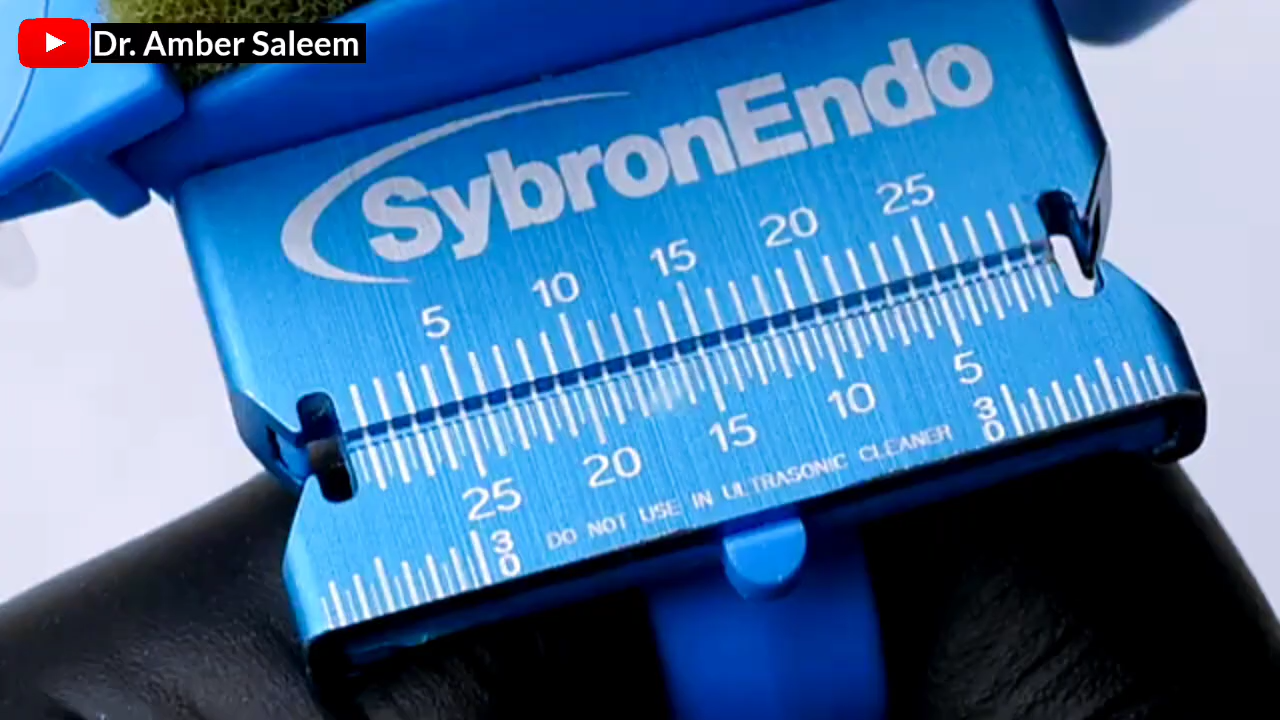 Dr. Amber Saleem
SybronEndo
5 10 15 20 25
25 20 15 10 5
30
DO NOT USE IN ULTRASONIC CLEANER
30